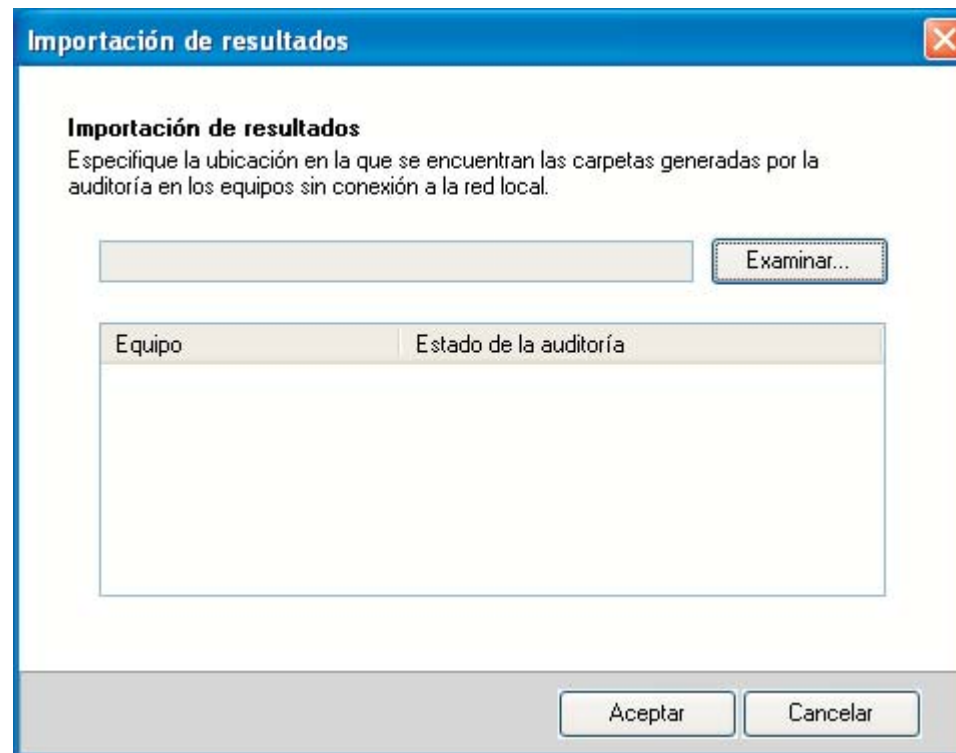 Importación de resultados
Importación de resultados
Especifique la ubicación en la que se encuentran las carpetas generadas por la
auditoría en los equipos sin conexión a la red local.
Examinar...
Equipo Estado de la auditoría
Aceptar Cancelar